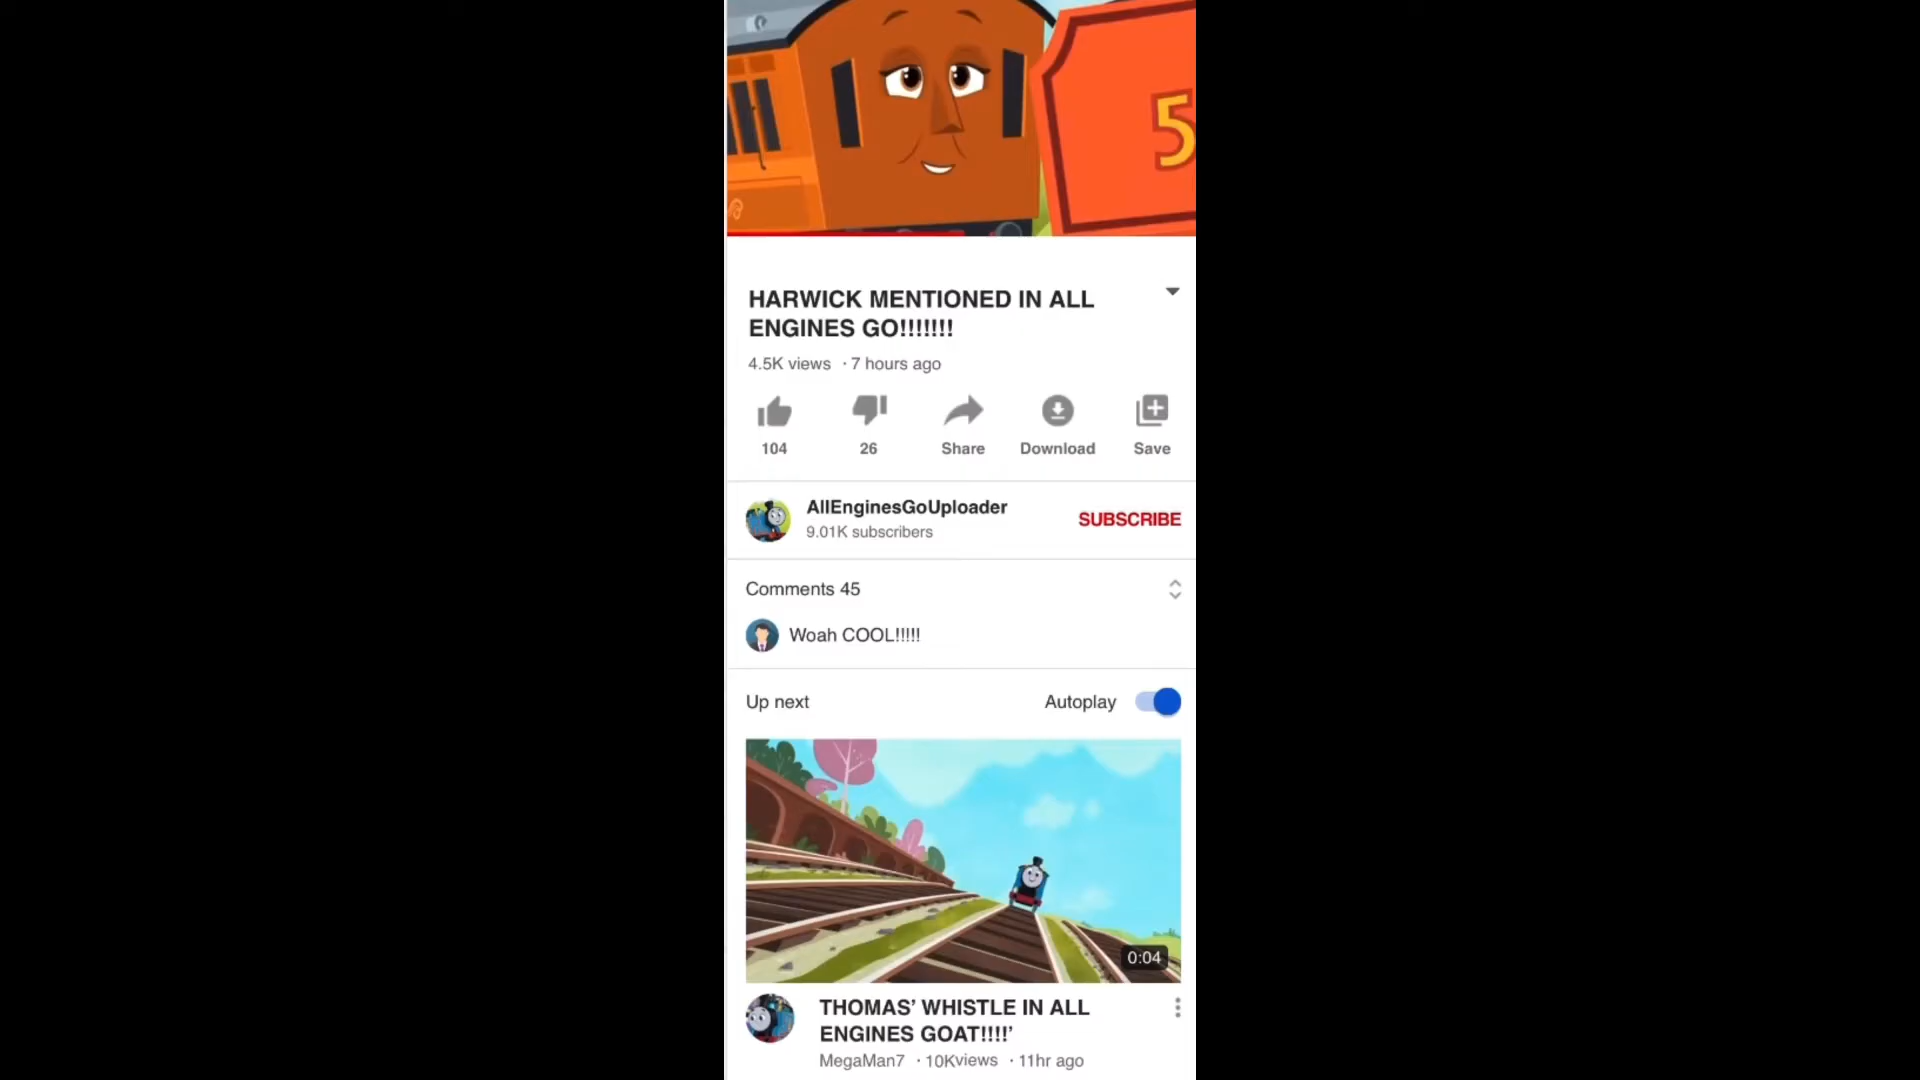 5
HARWICK MENTIONED IN ALL
ENGINES GO!!!!!!!
4.5K views · 7 hours ago
104
26
Share
Download
Save
AllEnginesGoUploader
9.01K subscribers
SUBSCRIBE
Comments 45
Woah COOL!!!!!
Up next
Autoplay
0:04
THOMAS’ WHISTLE IN ALL
ENGINES GOAT!!!!’
MegaMan7 · 10Kviews · 11hr ago